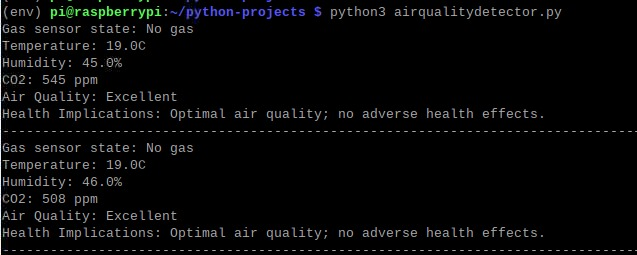 (env) pi@raspberrypi:~/python-projects $ python3 airqualitydetector.py
Gas sensor state: No gas
Temperature: 19.0C
Humidity: 45.0%
CO2: 545 ppm
Air Quality: Excellent
Health Implications: Optimal air quality; no adverse health effects.
--------------------------------------------------------------------------------
Gas sensor state: No gas
Temperature: 19.0C
Humidity: 46.0%
CO2: 508 ppm
Air Quality: Excellent
Health Implications: Optimal air quality; no adverse health effects.
--------------------------------------------------------------------------------